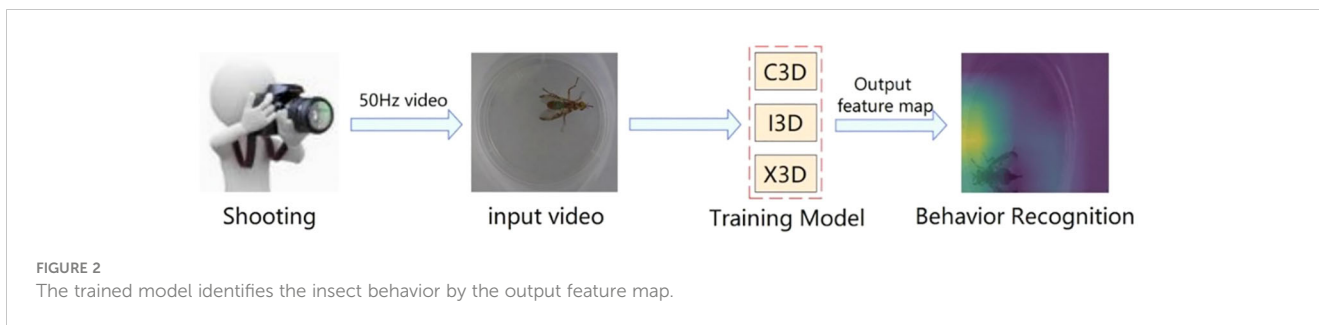 50Hz video
C3D
I3D
X3D
Output
feature map
Shooting
input video
Training Model
Behavior Recognition
FIGURE 2
The trained model identifies the insect behavior by the output feature map.